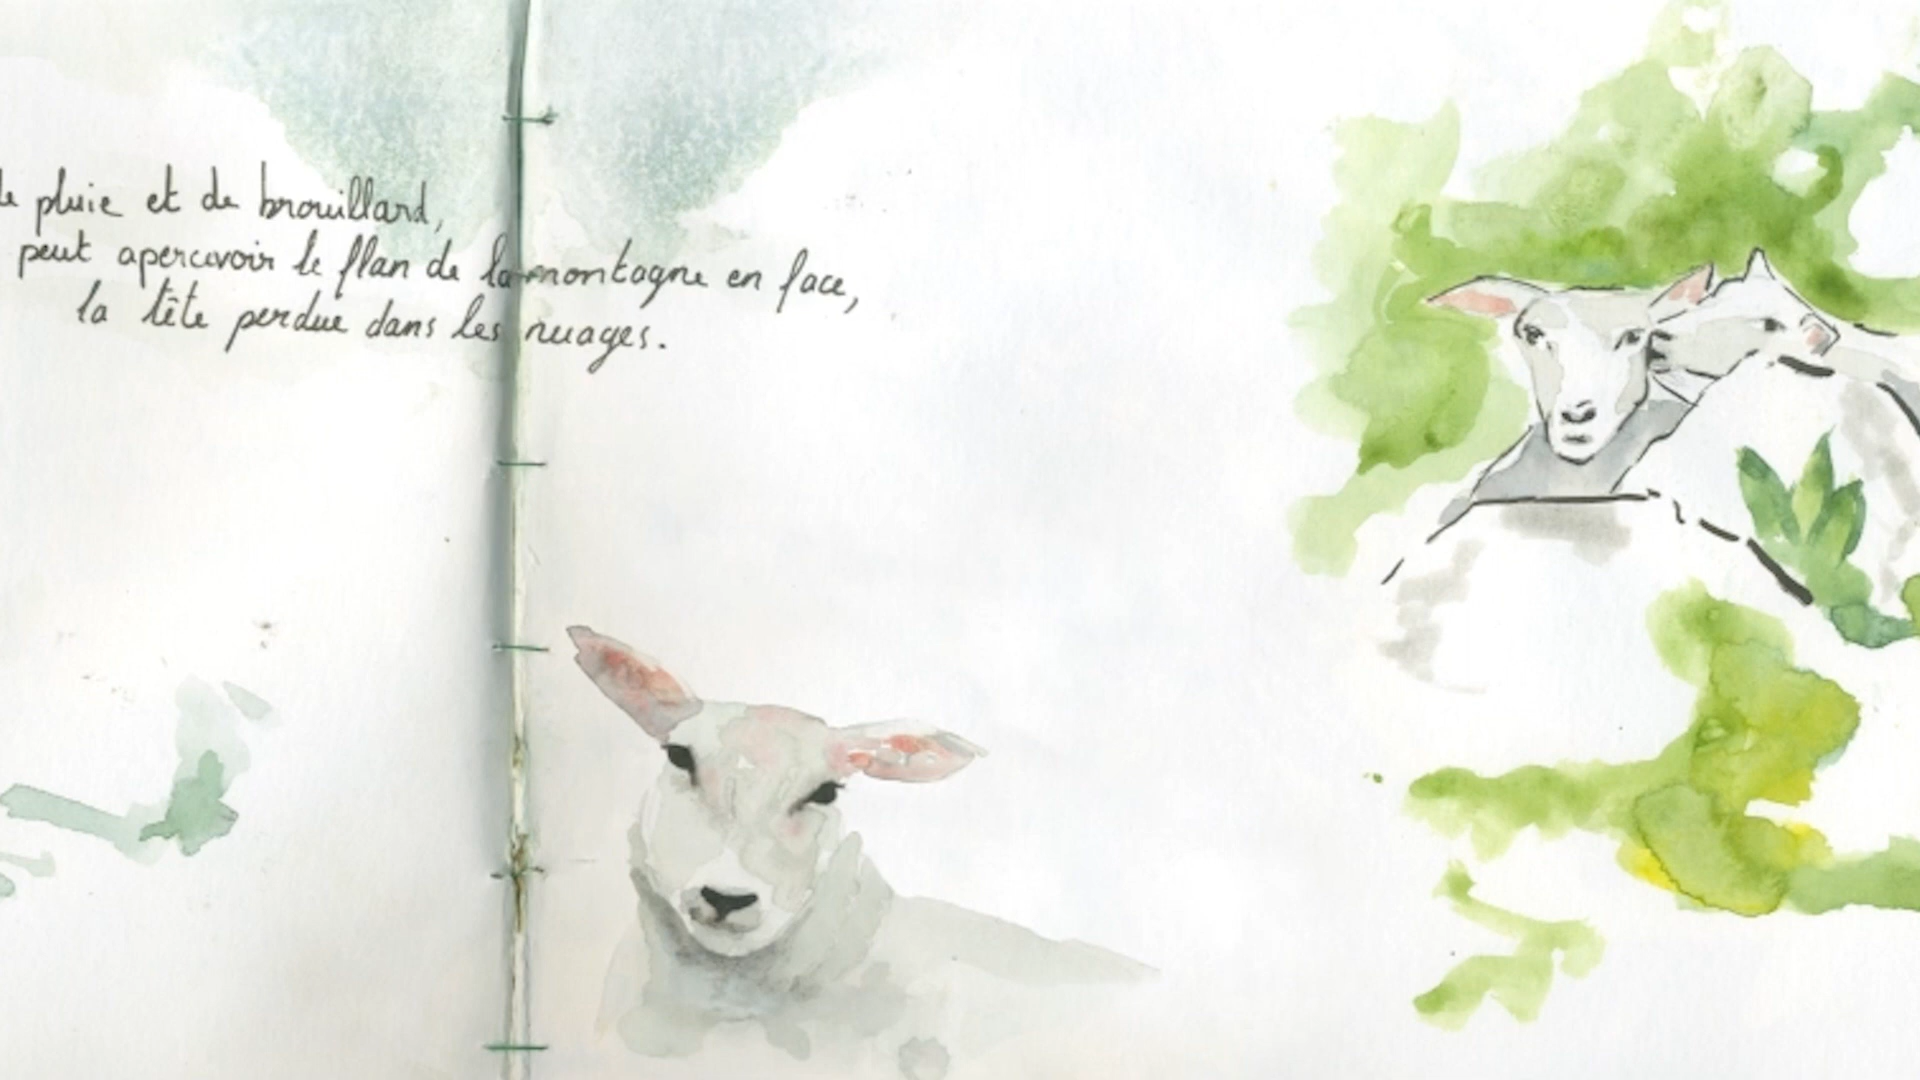 de pluie et de brouillard,
peut apercevoir le flan de la montagne en face,
la tête perdue dans les nuages.